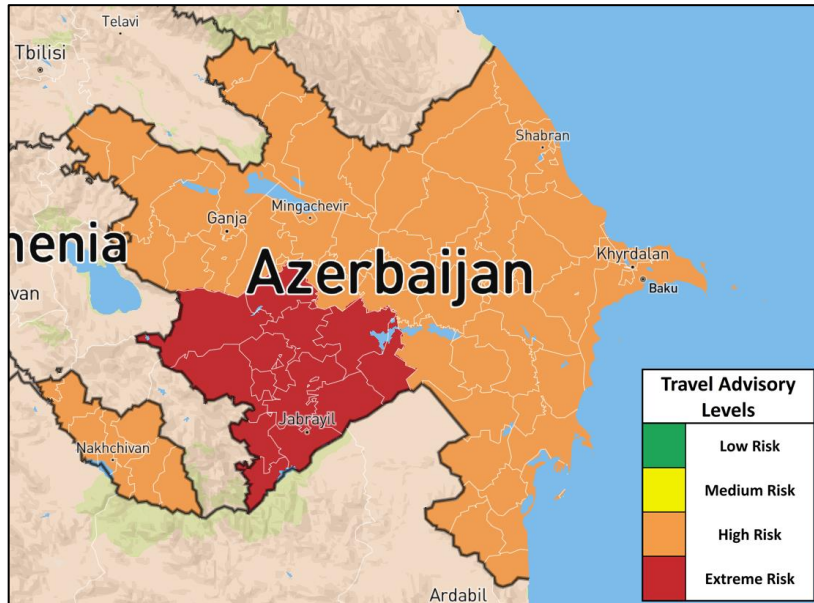 Telavi
Tbilisi
Shabran
Mingachevir
Ganja
nenia
Azerbaijan
Khyrdalan
Baku
van
Jabrayil
Nakhchivan
Ardabil
Travel Advisory
Levels
Low Risk
Medium Risk
High Risk
Extreme Risk